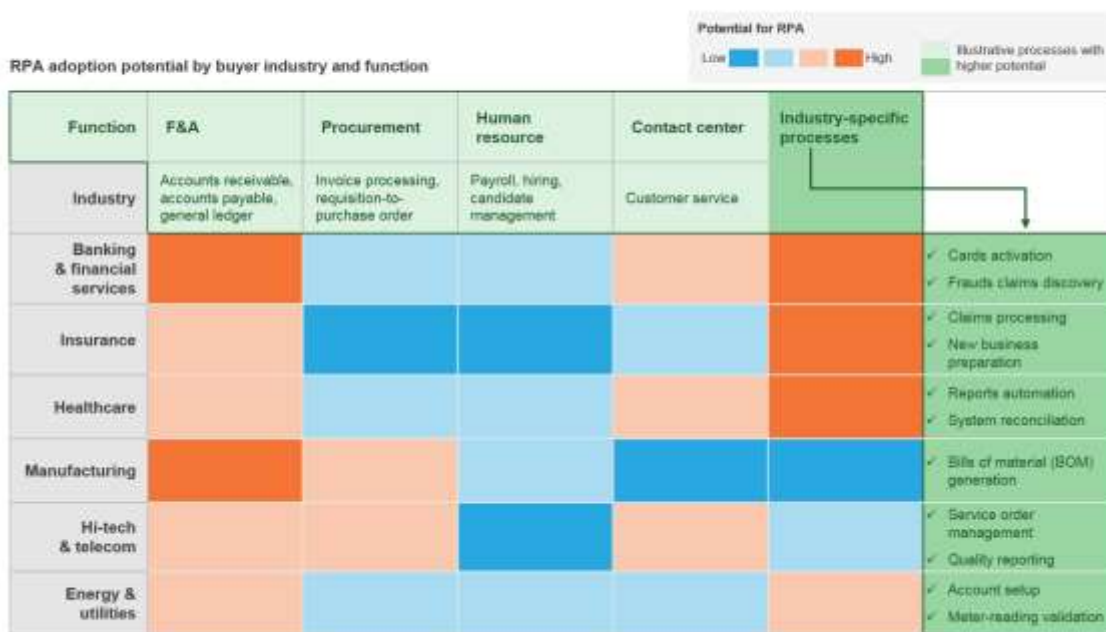 Potential for RPA
Low
High
Illustrative processes with
higher potential
RPA adoption potential by buyer industry and function
Function
F&A
Procurement
Human
resource
Contact center
Industry-specific
processes
Industry
Accounts receivable,
accounts payable,
general ledger
Invoice processing,
requisition-to-
purchase order
Payroll, hiring,
candidate
management
Customer service
Banking
& financial
services
✓ Cards activation
✓ Frauds claims discovery
Insurance
✓ Claims processing
✓ New business
preparation
Healthcare
✓ Reports automation
✓ System reconciliation
Manufacturing
✓ Bills of material (BOM)
generation
Hi-tech
& telecom
✓ Service order
management
✓ Quality reporting
Energy &
utilities
✓ Account setup
✓ Meter-reading validation